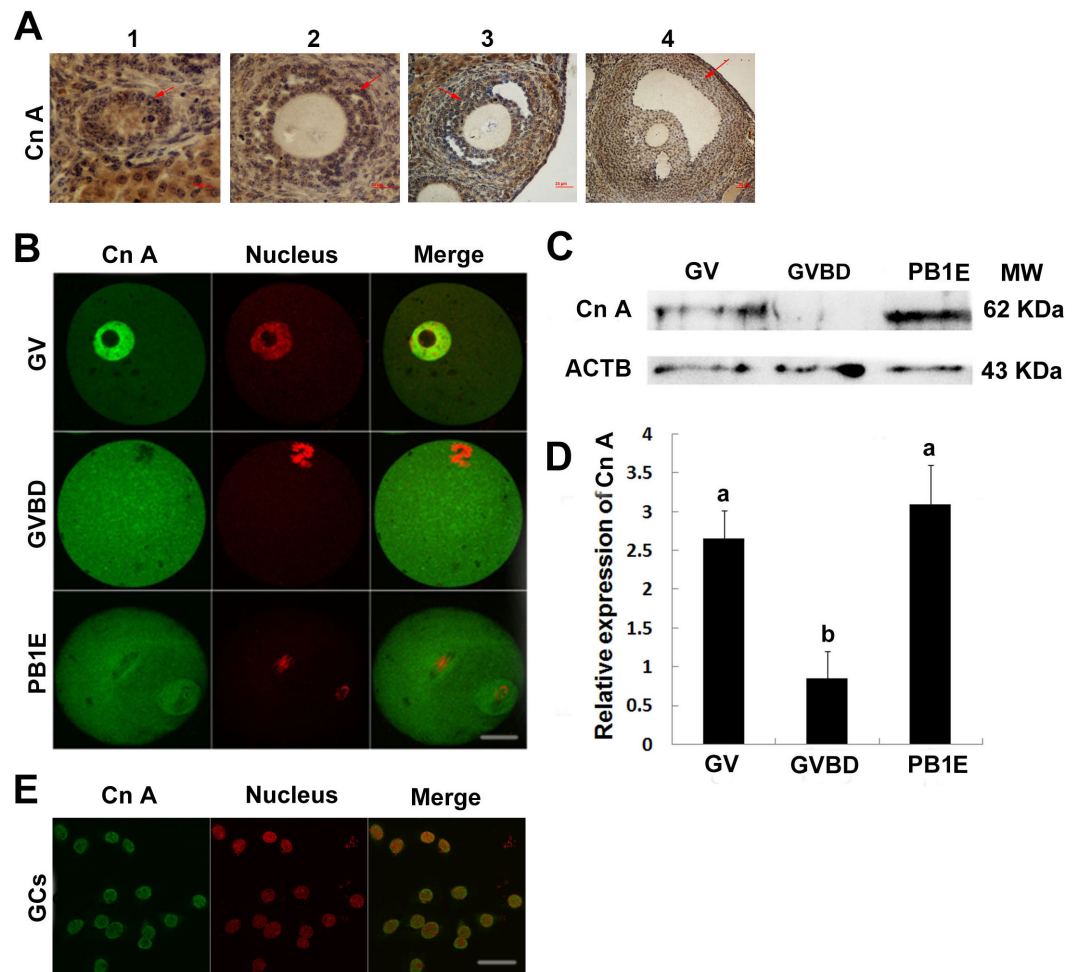 A
1 2 3 4
Cn A
B
Cn A Nucleus Merge
GV
GVBD
PB1E
C
GV GVBD PB1E MW
Cn A 62 KDa
ACTB 43 KDa
D
Relative expression of Cn A
4
3.5
3
2.5
2
1.5
1
0.5
0
a b a
GV GVBD PB1E
E
Cn A Nucleus Merge
GCs